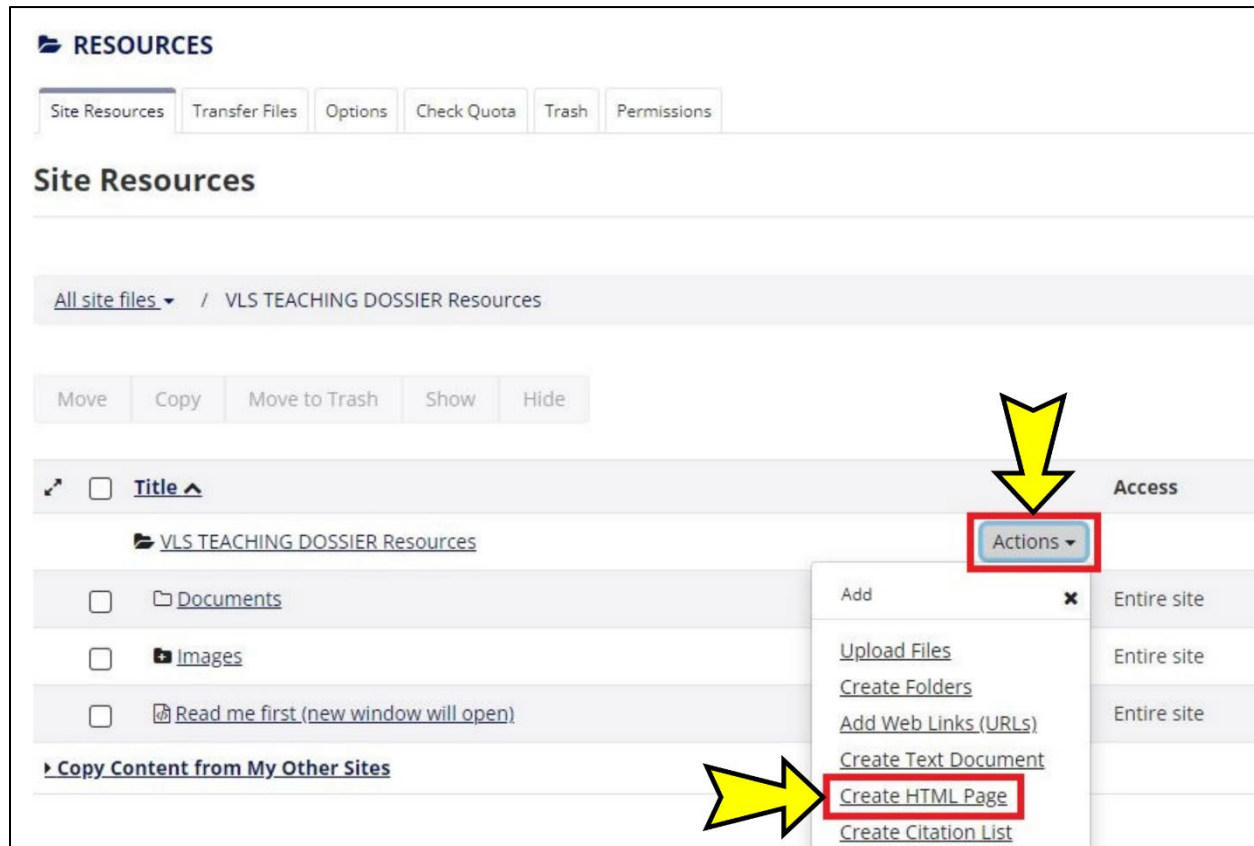 RESOURCES
Site Resources Transfer Files Options Check Quota Trash Permissions
Site Resources
All site files / VLS TEACHING DOSSIER Resources
Move Copy Move to Trash Show Hide
Title Access
VLS TEACHING DOSSIER Resources Actions
Documents Entire site
Images Entire site
Read me first (new window will open) Entire site
Copy Content from My Other Sites
Add
Upload Files
Create Folders
Add Web Links (URLs)
Create Text Document
Create HTML Page
Create Citation List